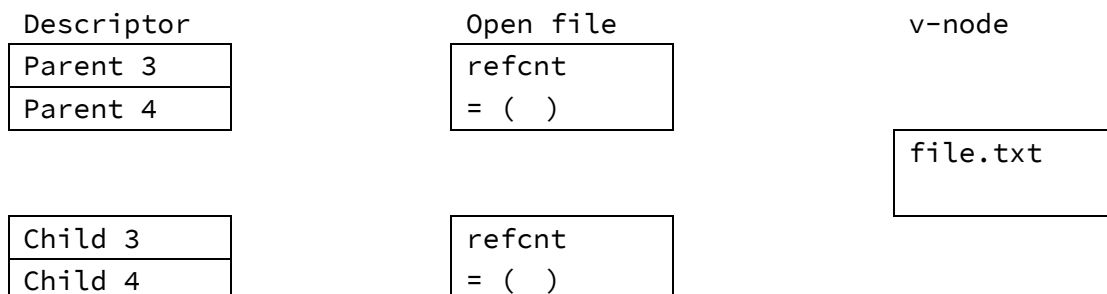 Descriptor Open file v-node
Parent 3 refcnt
Parent 4 = ( )
file.txt
Child 3 refcnt
Child 4 = ( )